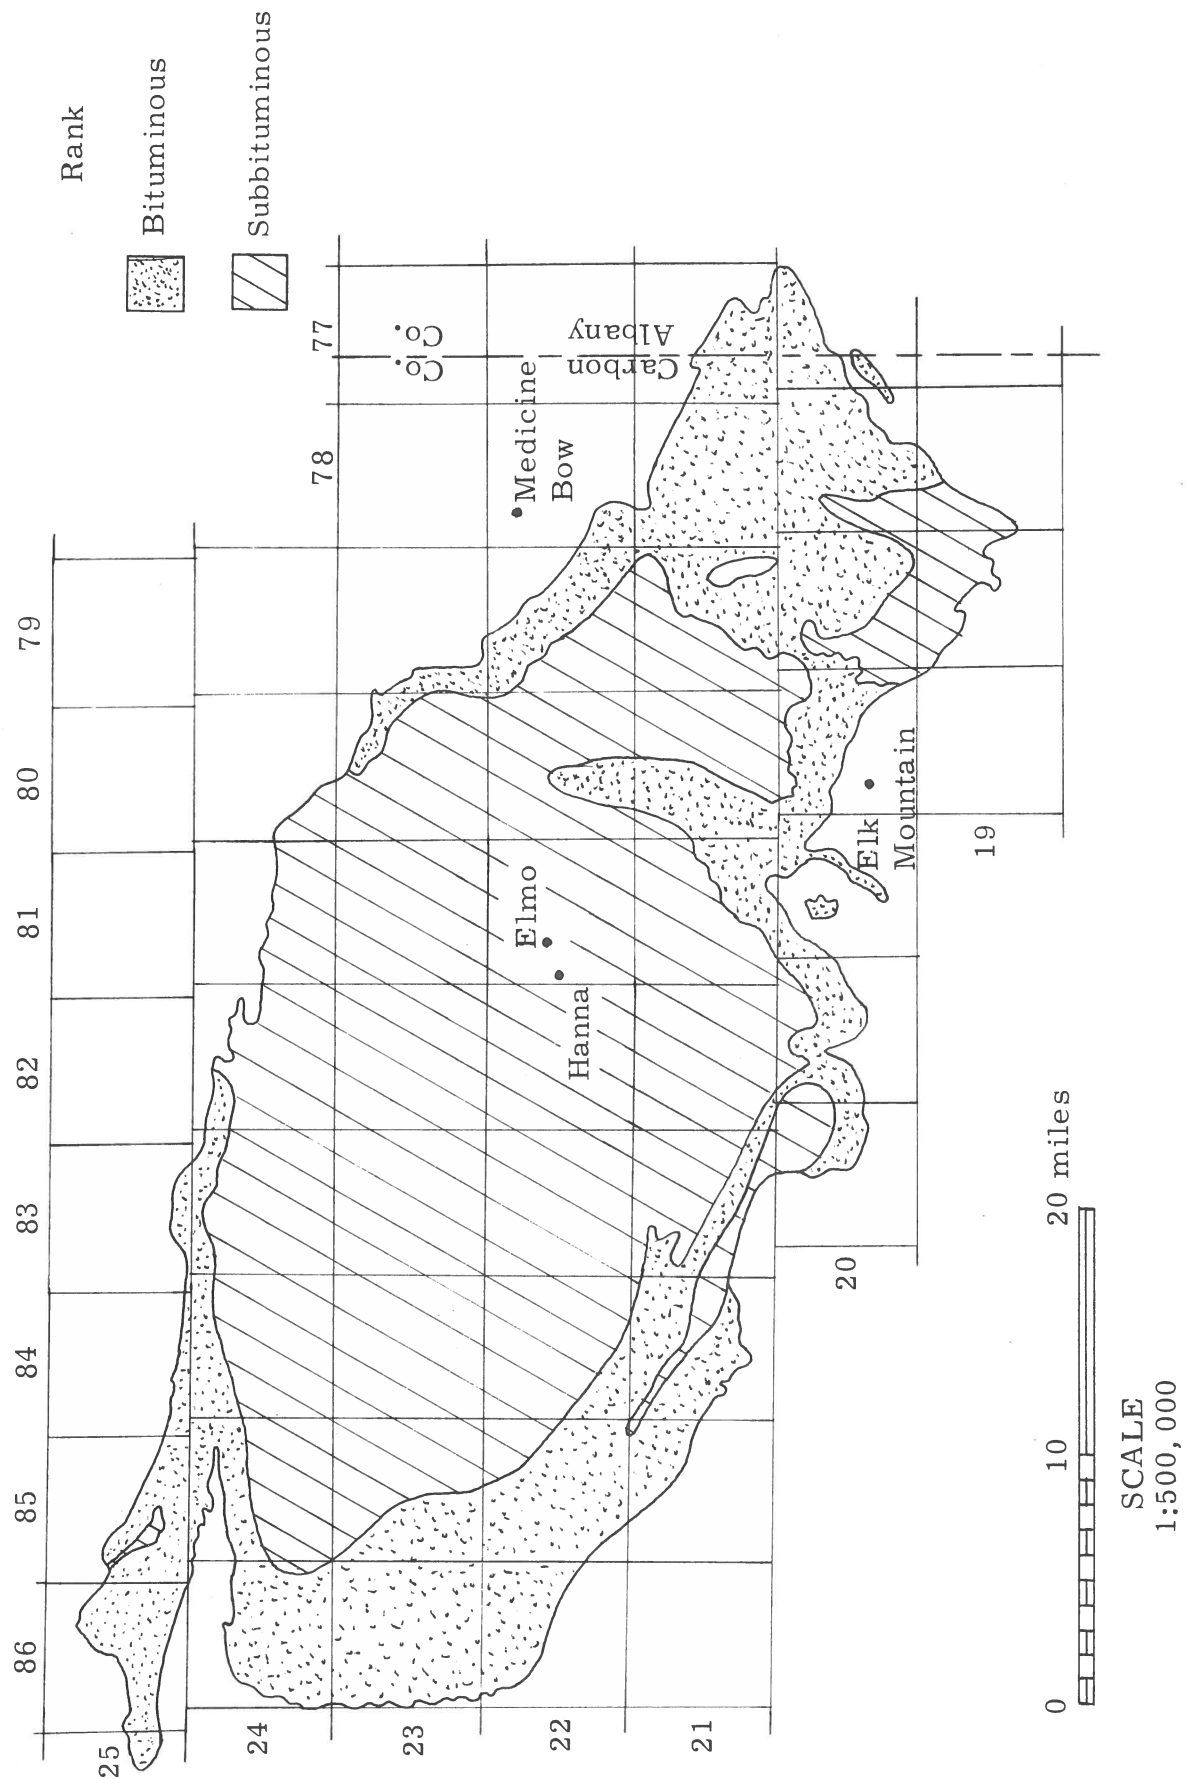 Rank
Bituminous
Subbituminous
77
78
79
80
81
82
83
84
85
86
25
24
23
22
21
20
19
Carbon
Co.
Albany
Co.
Medicine
Bow
Elmo
Hanna
Elk
Mountain
0
10
20 miles
SCALE
1:500,000